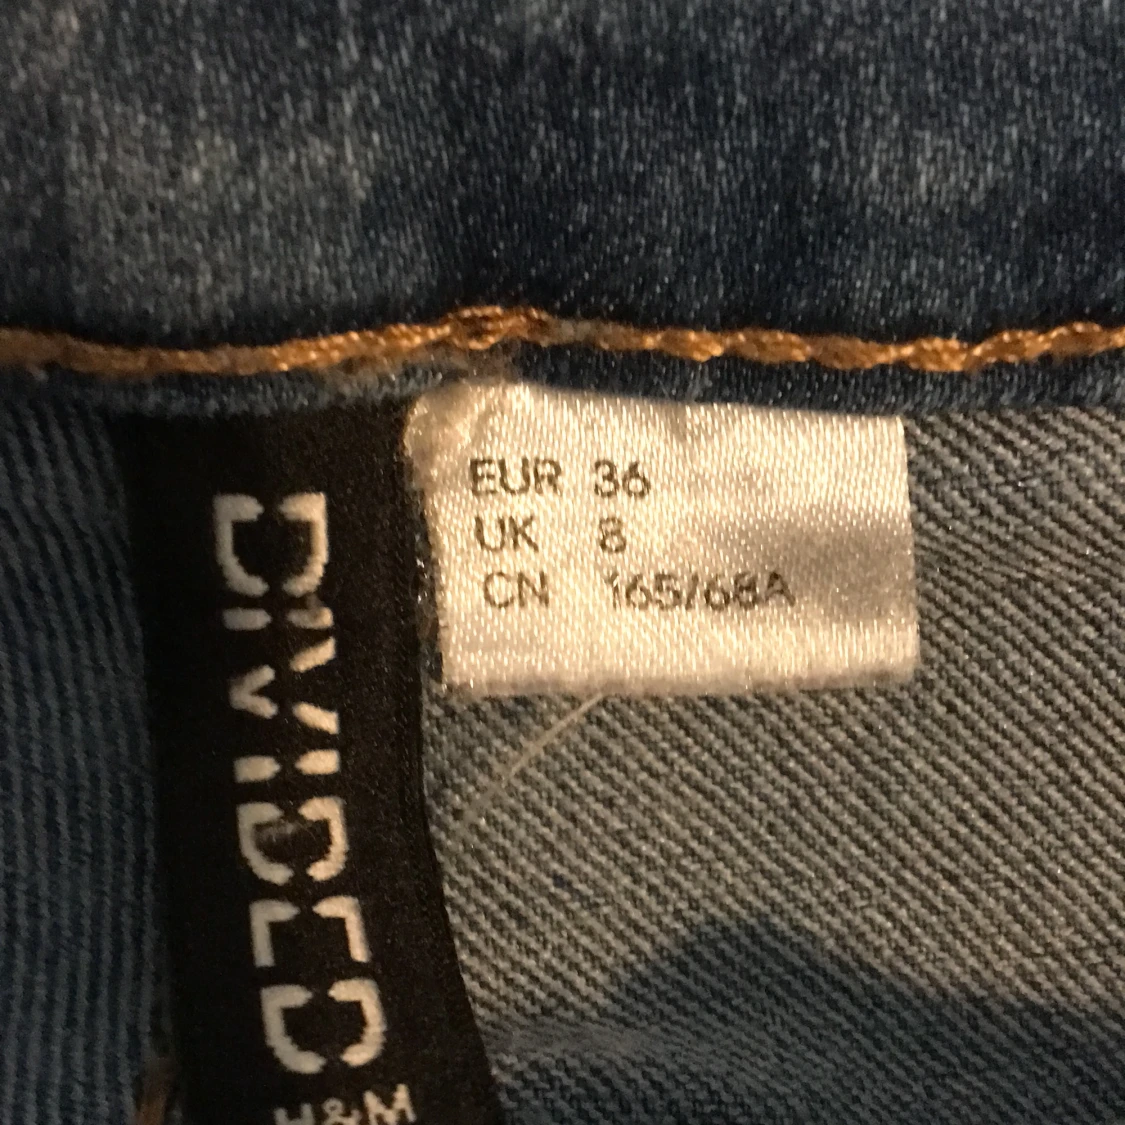 EUR 36
UK 8
CN 165/68A
DIVIDED
H&M